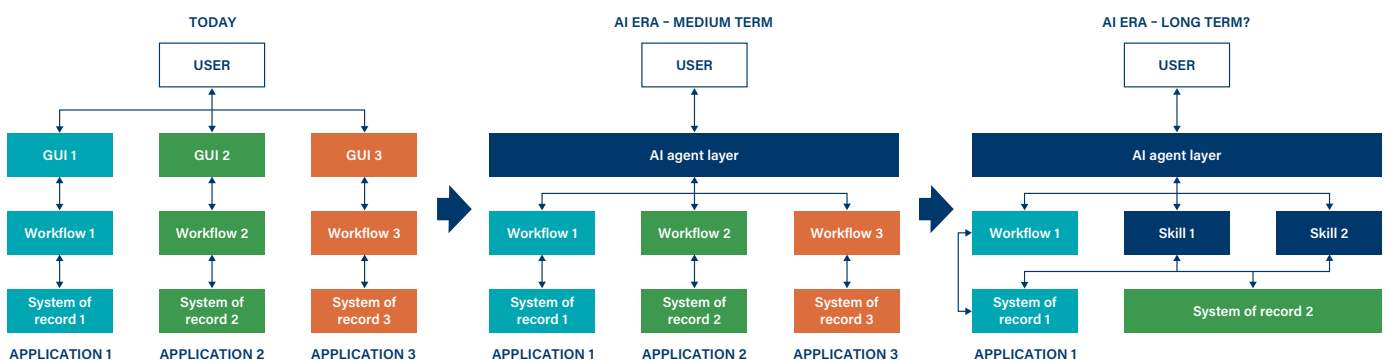 TODAY
USER
GUI 1
GUI 2
GUI 3
Workflow 1
Workflow 2
Workflow 3
System of
record 1
System of
record 2
System of
record 3
APPLICATION 1
APPLICATION 2
APPLICATION 3
AI ERA – MEDIUM TERM
USER
AI agent layer
Workflow 1
Workflow 2
Workflow 3
System of
record 1
System of
record 2
System of
record 3
APPLICATION 1
APPLICATION 2
APPLICATION 3
AI ERA – LONG TERM?
USER
AI agent layer
Workflow 1
Skill 1
Skill 2
System of
record 1
System of record 2
APPLICATION 1